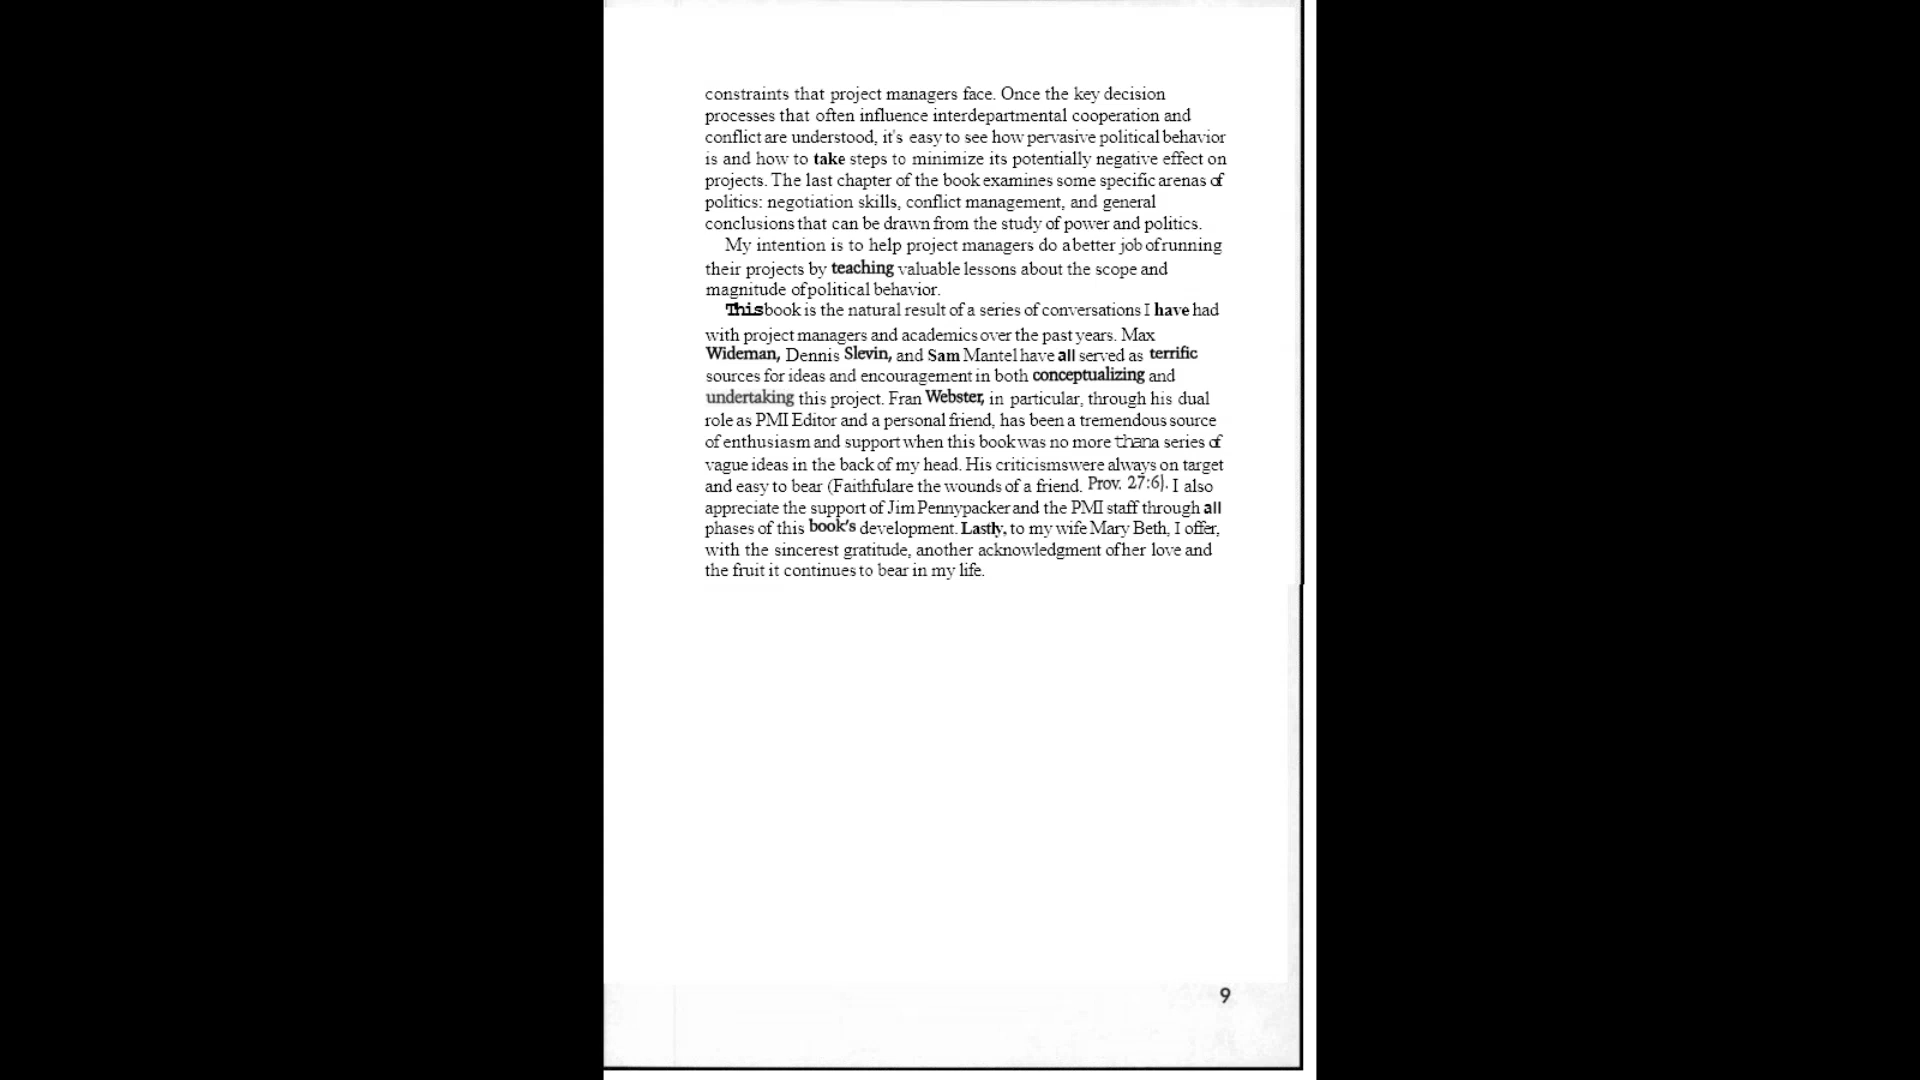 constraints that project managers face. Once the key decision
processes that often influence interdepartmental cooperation and
conflict are understood, it's easy to see how pervasive political behavior
is and how to take steps to minimize its potentially negative effect on
projects. The last chapter of the book examines some specific arenas of
politics: negotiation skills, conflict management, and general
conclusions that can be drawn from the study of power and politics.
My intention is to help project managers do a better job of running
their projects by teaching valuable lessons about the scope and
magnitude of political behavior.
This book is the natural result of a series of conversations I have had
with project managers and academics over the past years. Max
Wideman, Dennis Slevin, and Sam Mantel have all served as terrific
sources for ideas and encouragement in both conceptualizing and
undertaking this project. Fran Webster, in particular, through his dual
role as PMI Editor and a personal friend, has been a tremendous source
of enthusiasm and support when this book was no more than a series of
vague ideas in the back of my head. His criticisms were always on target
and easy to bear (Faithful are the wounds of a friend. Prov. 27:6). I also
appreciate the support of Jim Pennypacker and the PMI staff through all
phases of this book's development. Lastly, to my wife Mary Beth, I offer,
with the sincerest gratitude, another acknowledgment of her love and
the fruit it continues to bear in my life.
9